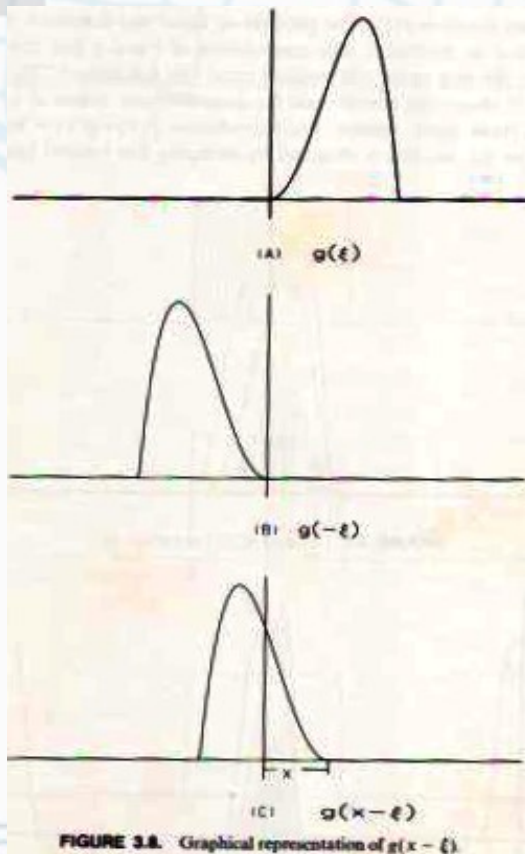 (A) g(ξ)
(B) g(-ξ)
x
(C) g(x-ξ)
FIGURE 3.8. Graphical representation of g(x - ξ).